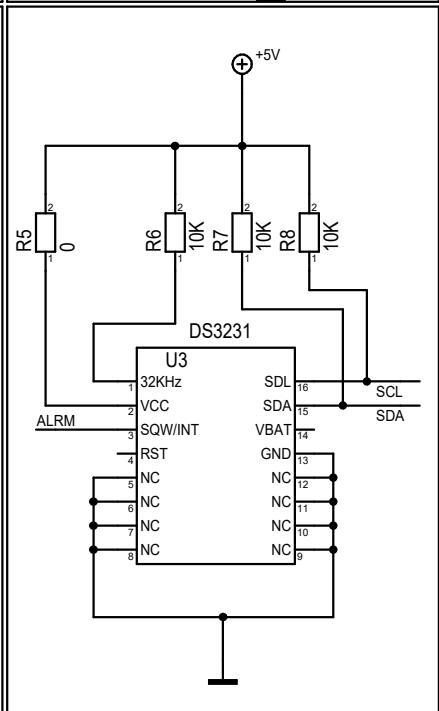 +5V
R5
0
R6
10K
R7
10K
R8
10K
2
2
2
2
1
1
1
1
DS3231
U3
1
32KHz
SDL
16
SCL
2
VCC
SDA
15
SDA
ALRM
3
SQW/INT
VBAT
14
4
RST
GND
13
5
NC
NC
12
6
NC
NC
11
7
NC
NC
10
8
NC
NC
9